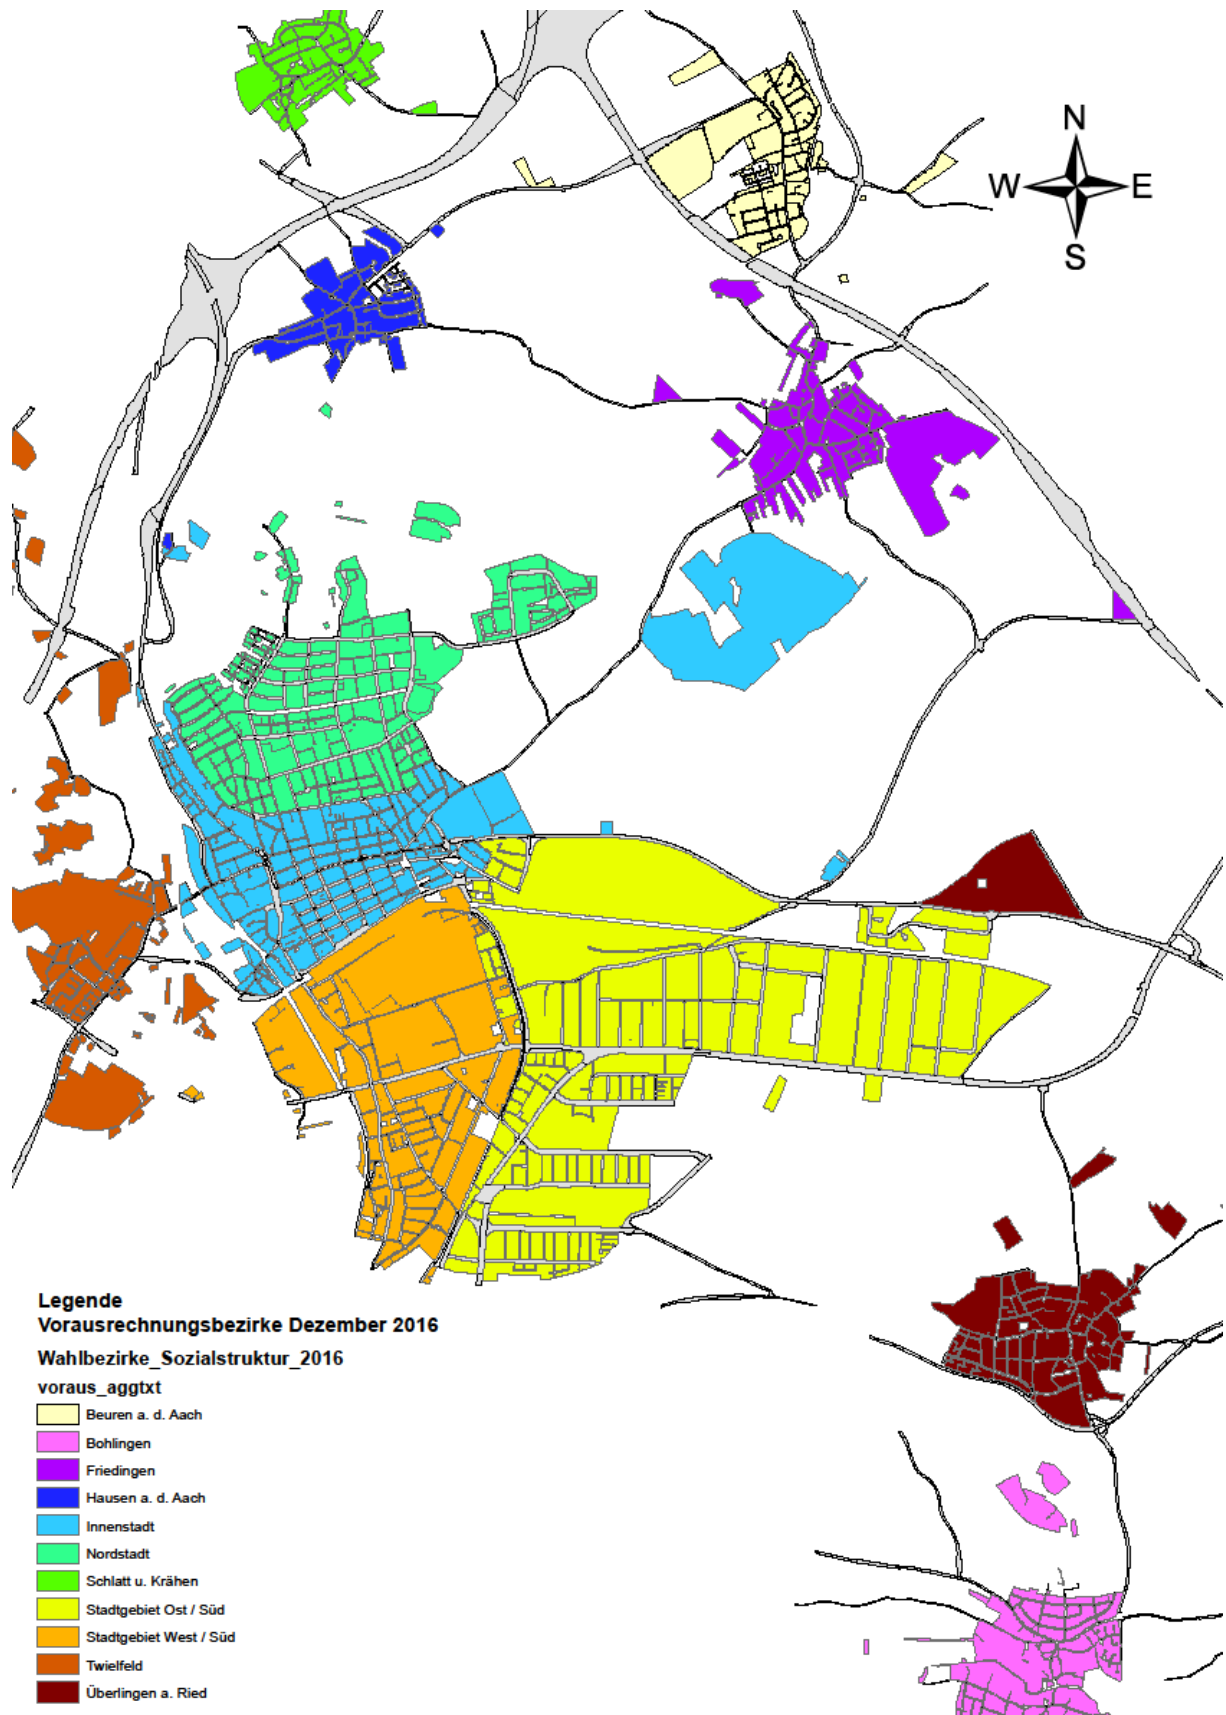 N
W E
S
Legende
Vorausrechnungsbezirke Dezember 2016
Wahlbezirke_Sozialstruktur_2016
voraus_aggtxt
Beuren a. d. Aach
Bohlingen
Friedingen
Hausen a. d. Aach
Innenstadt
Nordstadt
Schlatt u. Krähen
Stadtgebiet Ost / Süd
Stadtgebiet West / Süd
Twielfeld
Überlingen a. Ried